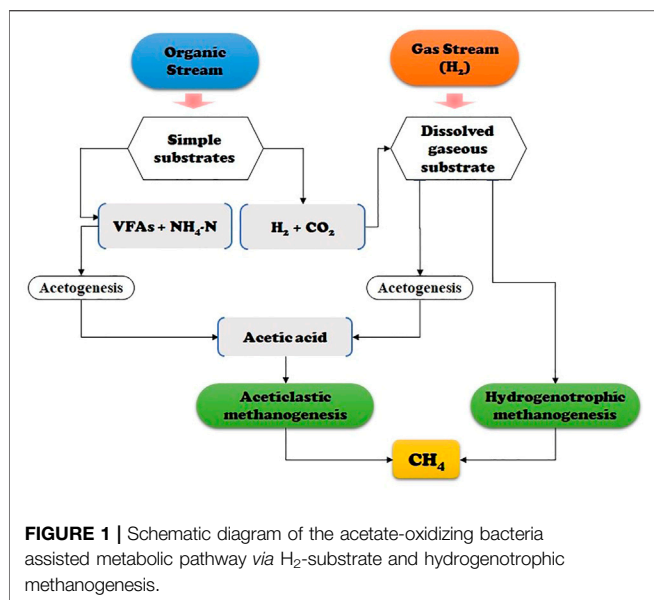 Organic
Stream
Gas Stream
(H₂)
Simple
substrates
Dissolved
gaseous
substrate
VFAs + NH₄-N
H₂ + CO₂
Acetogenesis
Acetogenesis
Acetic acid
Aceticlastic
methanogenesis
Hydrogenotrophic
methanogenesis
CH₄
FIGURE 1 | Schematic diagram of the acetate-oxidizing bacteria
assisted metabolic pathway via H₂-substrate and hydrogenotrophic
methanogenesis.